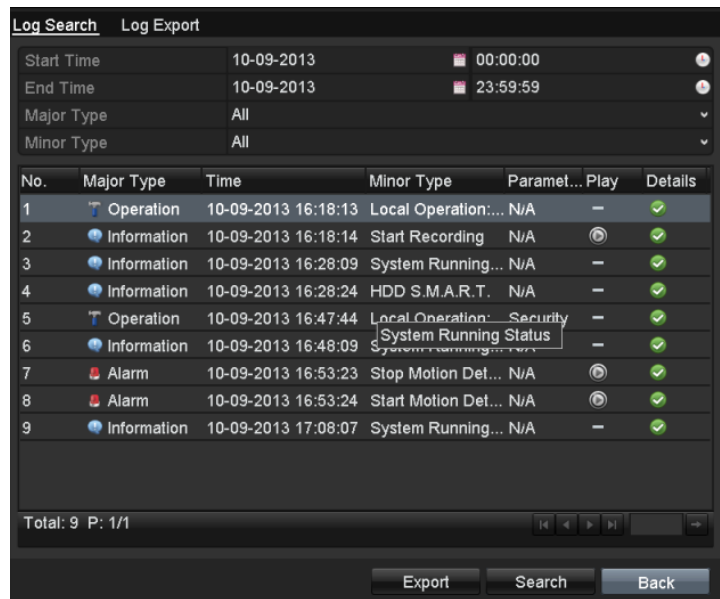 Log Search Log Export
Start Time 10-09-2013 00:00:00
End Time 10-09-2013 23:59:59
Major Type All
Minor Type All
No. Major Type Time Minor Type Paramet... Play Details
1 Operation 10-09-2013 16:18:13 Local Operation:... N/A –
2 Information 10-09-2013 16:18:14 Start Recording N/A
3 Information 10-09-2013 16:28:09 System Running... N/A –
4 Information 10-09-2013 16:28:24 HDD S.M.A.R.T. N/A –
5 Operation 10-09-2013 16:47:44 Local Operation: Security –
System Running Status
6 Information 10-09-2013 16:48:09 N/A –
7 Alarm 10-09-2013 16:53:23 Stop Motion Det... N/A
8 Alarm 10-09-2013 16:53:24 Start Motion Det... N/A
9 Information 10-09-2013 17:08:07 System Running... N/A –
Total: 9 P: 1/1
Export Search Back